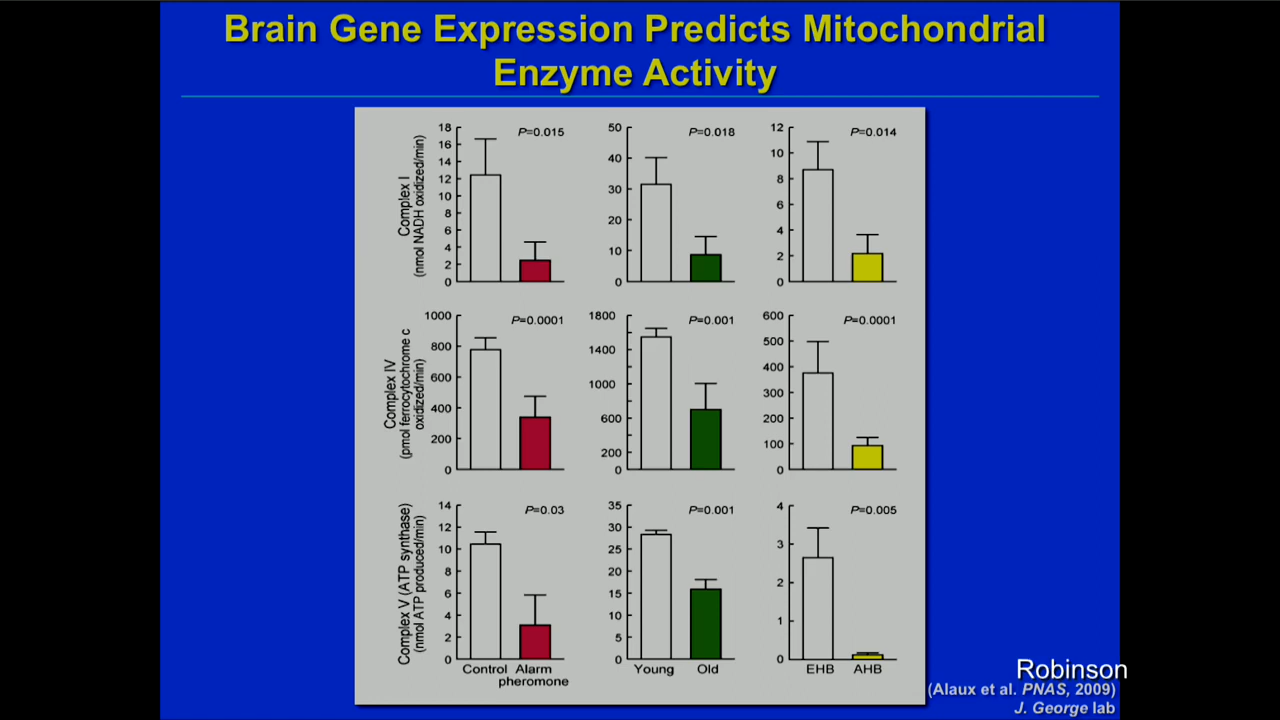 Brain Gene Expression Predicts Mitochondrial
Enzyme Activity
Complex I
(nmol NADH oxidized/min)
18
16
14
12
10
8
6
4
2
0
P=0.015
50
40
30
20
10
0
P=0.018
12
10
8
6
4
2
0
P=0.014
Complex IV
(pmol ferrocytochrome c
oxidized/min)
1000
800
600
400
200
0
P=0.0001
1800
1400
1000
600
200
0
P=0.001
600
500
400
300
200
100
0
P=0.0001
Complex V (ATP synthase)
(nmol ATP produced/min)
14
12
10
8
6
4
2
0
P=0.03
35
30
25
20
15
10
5
0
P=0.001
4
3
2
1
0
P=0.005
Control Alarm
pheromone
Young Old
EHB AHB
Robinson
(Alaux et al. PNAS, 2009)
J. George lab